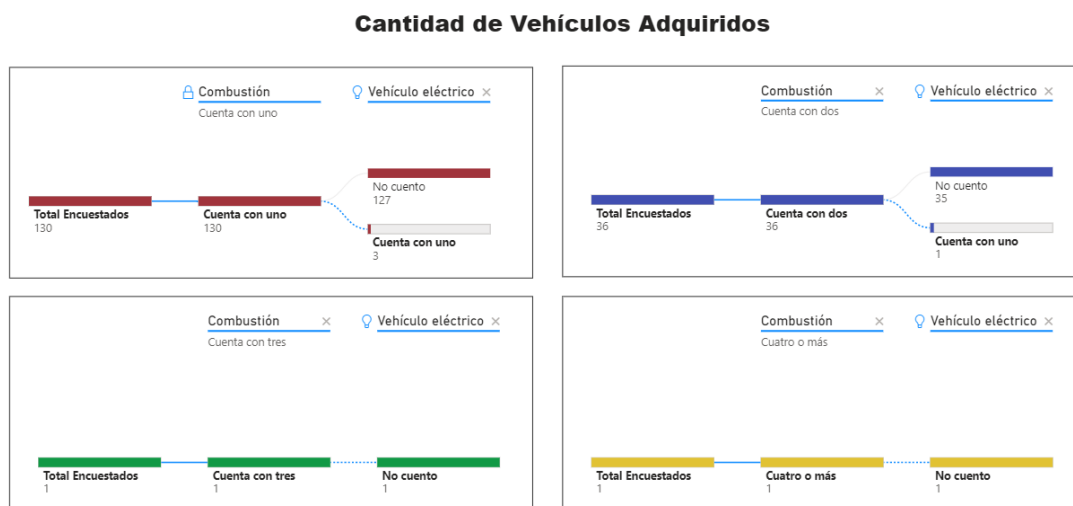 Cantidad de Vehículos Adquiridos
Combustión
Vehículo eléctrico
Cuenta con uno
No cuento
127
Total Encuestados
130
Cuenta con uno
130
Cuenta con uno
3
Combustión
Vehículo eléctrico
Cuenta con dos
No cuento
35
Total Encuestados
36
Cuenta con dos
36
Cuenta con uno
1
Combustión
Vehículo eléctrico
Cuenta con tres
Total Encuestados
1
Cuenta con tres
1
No cuento
1
Combustión
Vehículo eléctrico
Cuatro o más
Total Encuestados
1
Cuatro o más
1
No cuento
1